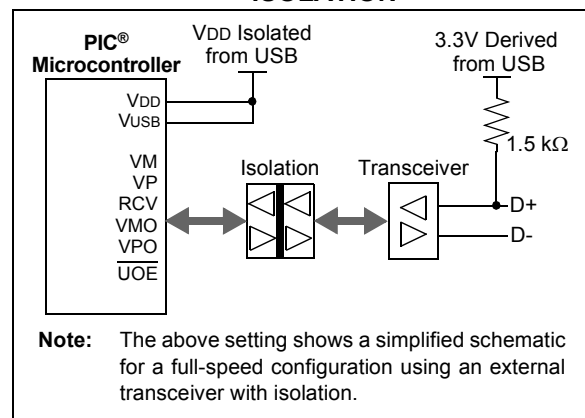 ISOLATION
PIC®
Microcontroller
VDD Isolated
from USB
3.3V Derived
from USB
VDD
VUSB
1.5 kΩ
VM
VP
RCV
VMO
VPO
UOE
Isolation
Transceiver
D+
D-
Note: The above setting shows a simplified schematic
for a full-speed configuration using an external
transceiver with isolation.